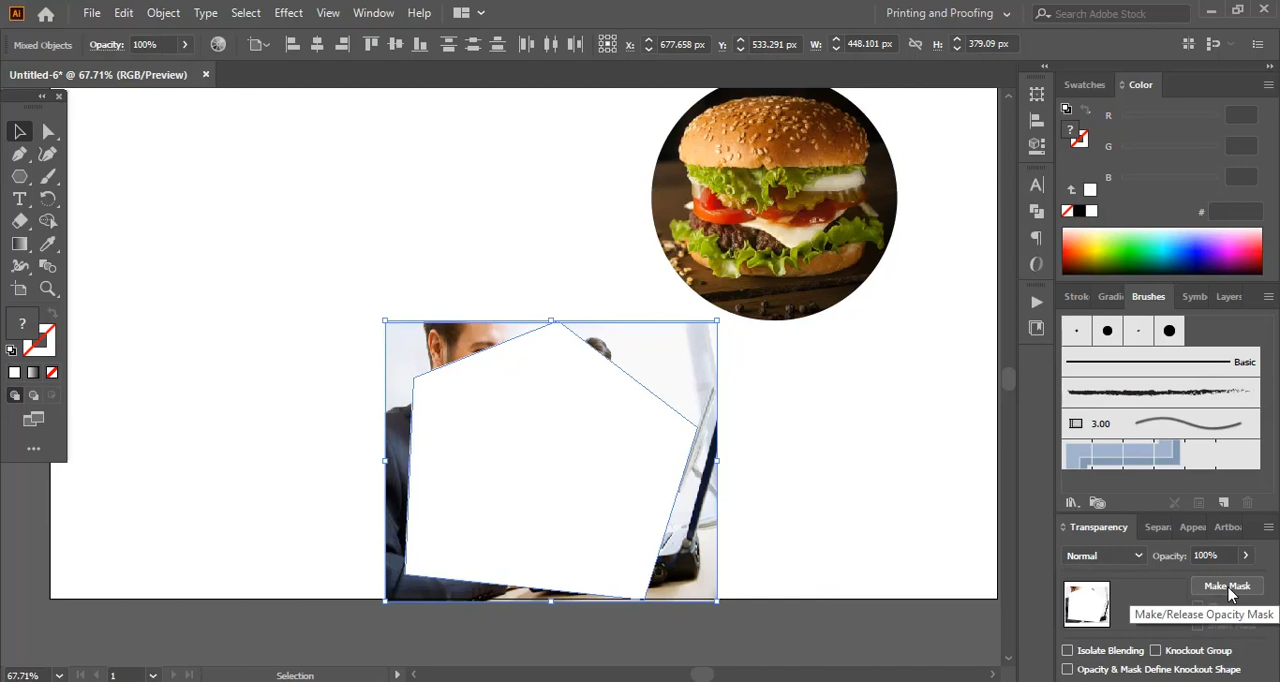 Ai File Edit Object Type Select Effect View Window Help Printing and Proofing Search Adobe Stock
Mixed Objects Opacity: 100% X: 677.658 px Y: 533.291 px W: 448.101 px H: 379.09 px
Untitled-6* @ 67.71% (RGB/Preview) ×
Swatches Color
R
G
B
#
Strok Gradi Brushes Symb Layers
Basic
3.00
Transparency Separ Appea Artbo
Normal Opacity: 100%
Make Mask
Make/Release Opacity Mask
Isolate Blending Knockout Group
Opacity & Mask Define Knockout Shape
67.71% 1 Selection